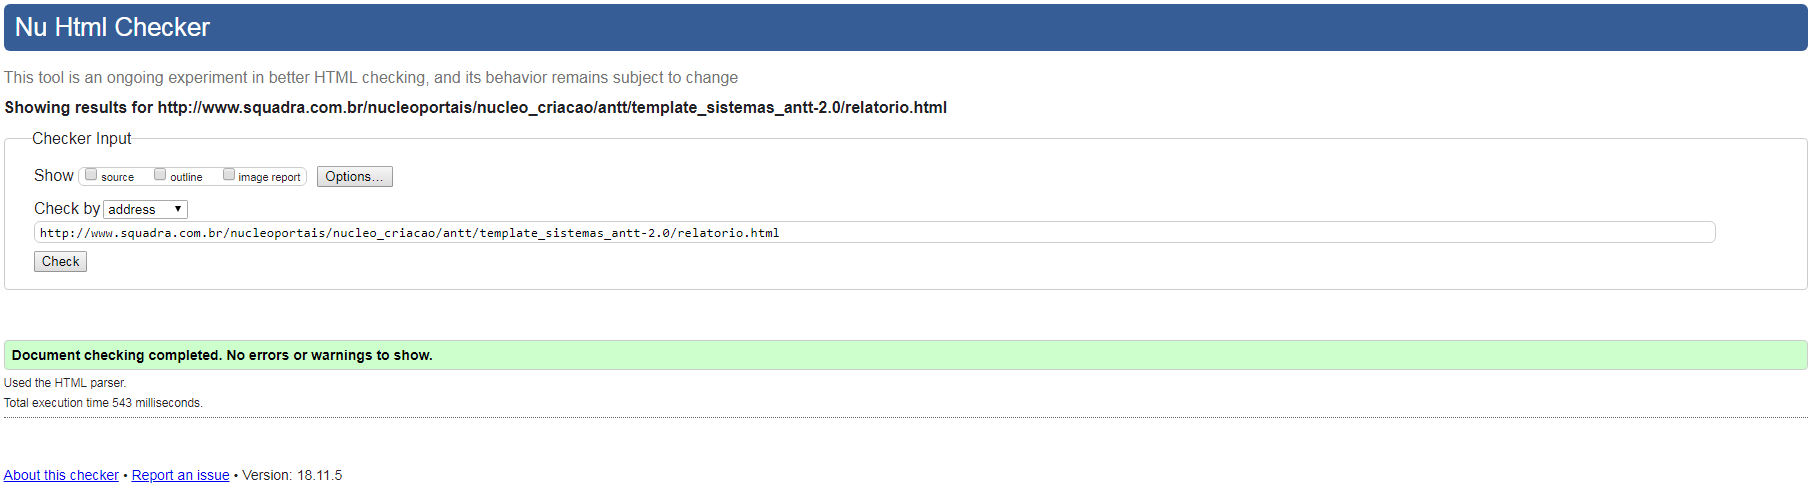 Nu Html Checker
This tool is an ongoing experiment in better HTML checking, and its behavior remains subject to change
Showing results for http://www.squadra.com.br/nucleoportais/nucleo_criacao/antt/template_sistemas_antt-2.0/relatorio.html
Checker Input
Show source outline image report Options...
Check by address
http://www.squadra.com.br/nucleoportais/nucleo_criacao/antt/template_sistemas_antt-2.0/relatorio.html
Check
Document checking completed. No errors or warnings to show.
Used the HTML parser.
Total execution time 543 milliseconds.
About this checker • Report an issue • Version: 18.11.5